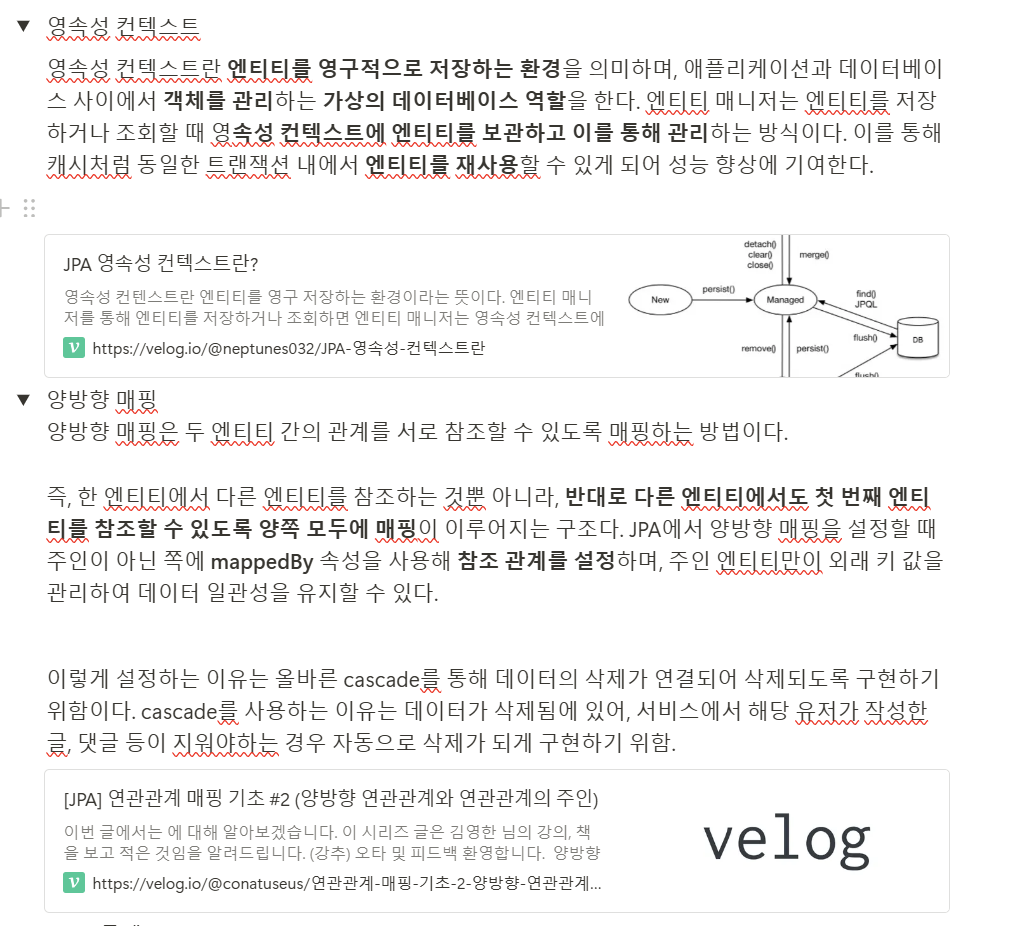 영속성 컨텍스트
영속성 컨텍스트란 엔티티를 영구적으로 저장하는 환경을 의미하며, 애플리케이션과 데이터베이
스 사이에서 객체를 관리하는 가상의 데이터베이스 역할을 한다. 엔티티 매니저는 엔티티를 저장
하거나 조회할 때 영속성 컨텍스트에 엔티티를 보관하고 이를 통해 관리하는 방식이다. 이를 통해
캐시처럼 동일한 트랜잭션 내에서 엔티티를 재사용할 수 있게 되어 성능 향상에 기여한다.
JPA 영속성 컨텍스트란?
영속성 컨텐스트란 엔티티를 영구 저장하는 환경이라는 뜻이다. 엔티티 매니
저를 통해 엔티티를 저장하거나 조회하면 엔티티 매니저는 영속성 컨텍스트에
https://velog.io/@neptunes032/JPA-영속성-컨텍스트란
detach()
clear()
close()
merge()
New
persist()
Managed
find()
JPQL
flush()
DB
remove()
persist()
flush()
양방향 매핑
양방향 매핑은 두 엔티티 간의 관계를 서로 참조할 수 있도록 매핑하는 방법이다.
즉, 한 엔티티에서 다른 엔티티를 참조하는 것뿐 아니라, 반대로 다른 엔티티에서도 첫 번째 엔티
티를 참조할 수 있도록 양쪽 모두에 매핑이 이루어지는 구조다. JPA에서 양방향 매핑을 설정할 때
주인이 아닌 쪽에 mappedBy 속성을 사용해 참조 관계를 설정하며, 주인 엔티티만이 외래 키 값을
관리하여 데이터 일관성을 유지할 수 있다.
이렇게 설정하는 이유는 올바른 cascade를 통해 데이터의 삭제가 연결되어 삭제되도록 구현하기
위함이다. cascade를 사용하는 이유는 데이터가 삭제됨에 있어, 서비스에서 해당 유저가 작성한
글, 댓글 등이 지워야하는 경우 자동으로 삭제가 되게 구현하기 위함.
[JPA] 연관관계 매핑 기초 #2 (양방향 연관관계와 연관관계의 주인)
이번 글에서는 에 대해 알아보겠습니다. 이 시리즈 글은 김영한 님의 강의, 책
을 보고 적은 것임을 알려드립니다. (강추) 오타 및 피드백 환영합니다. 양방향
https://velog.io/@conatuseus/연관관계-매핑-기초-2-양방향-연관관계...
velog